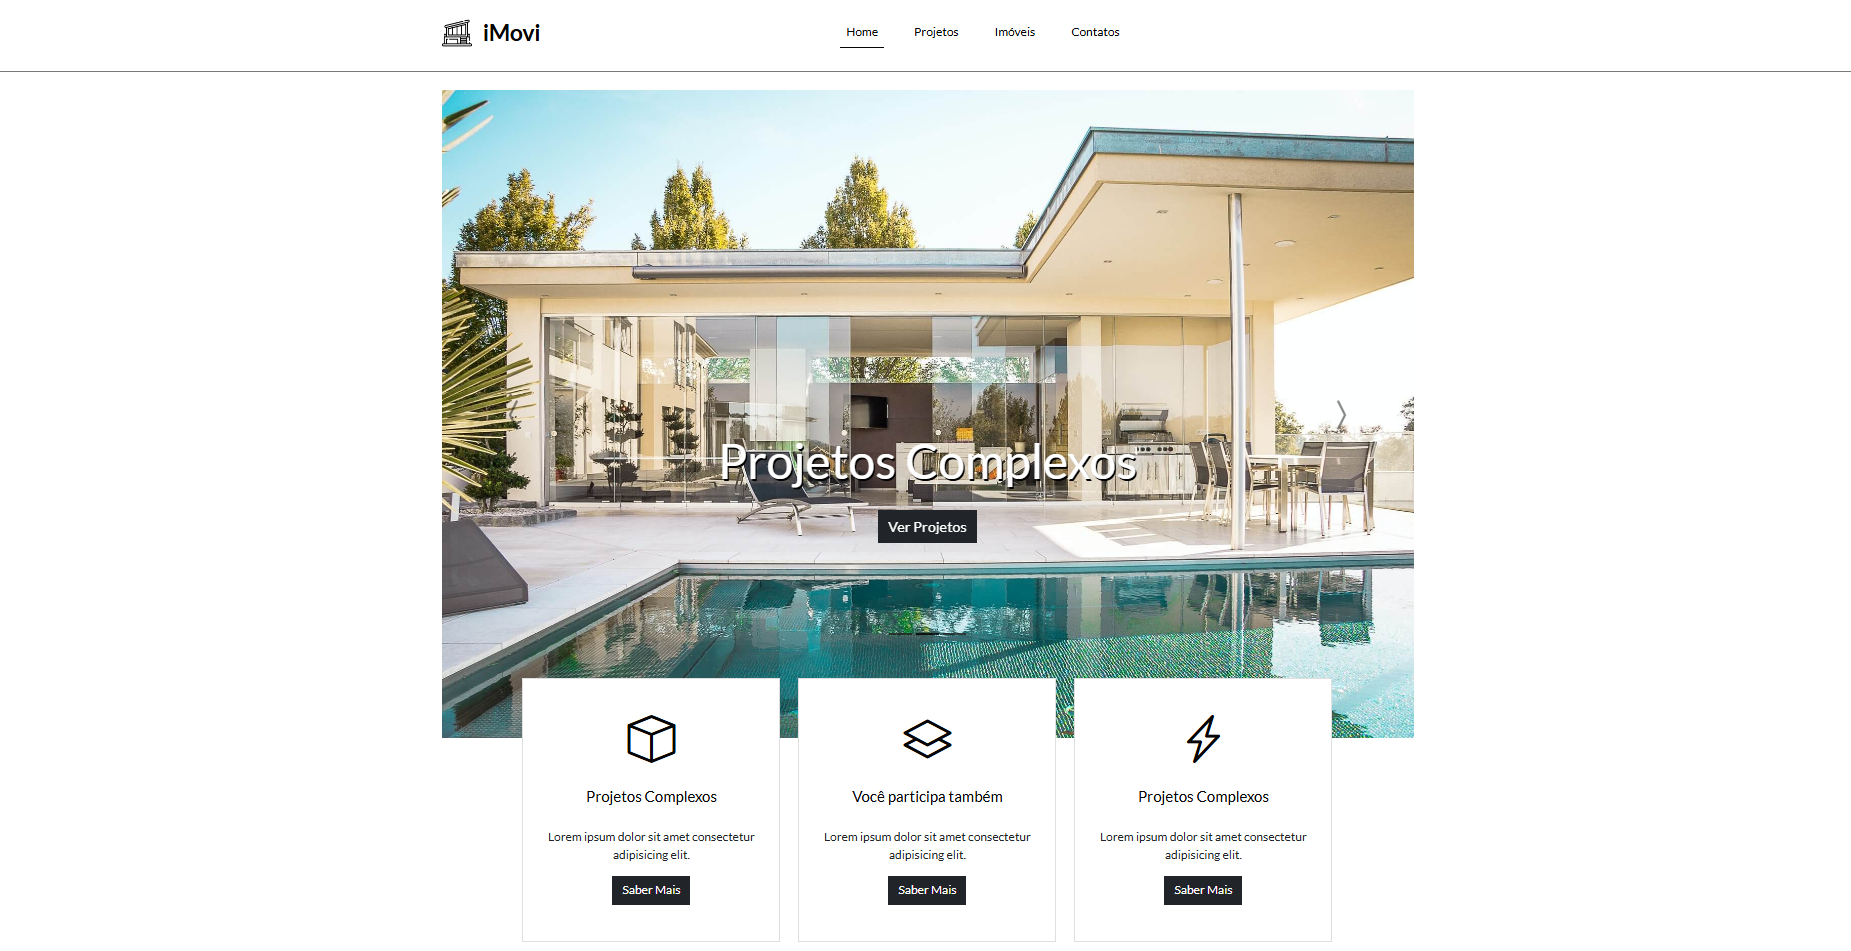 iMovi
Home Projetos Imóveis Contatos
Projetos Complexos
Ver Projetos
Projetos Complexos
Lorem ipsum dolor sit amet consectetur
adipisicing elit.
Saber Mais
Você participa também
Lorem ipsum dolor sit amet consectetur
adipisicing elit.
Saber Mais
Projetos Complexos
Lorem ipsum dolor sit amet consectetur
adipisicing elit.
Saber Mais